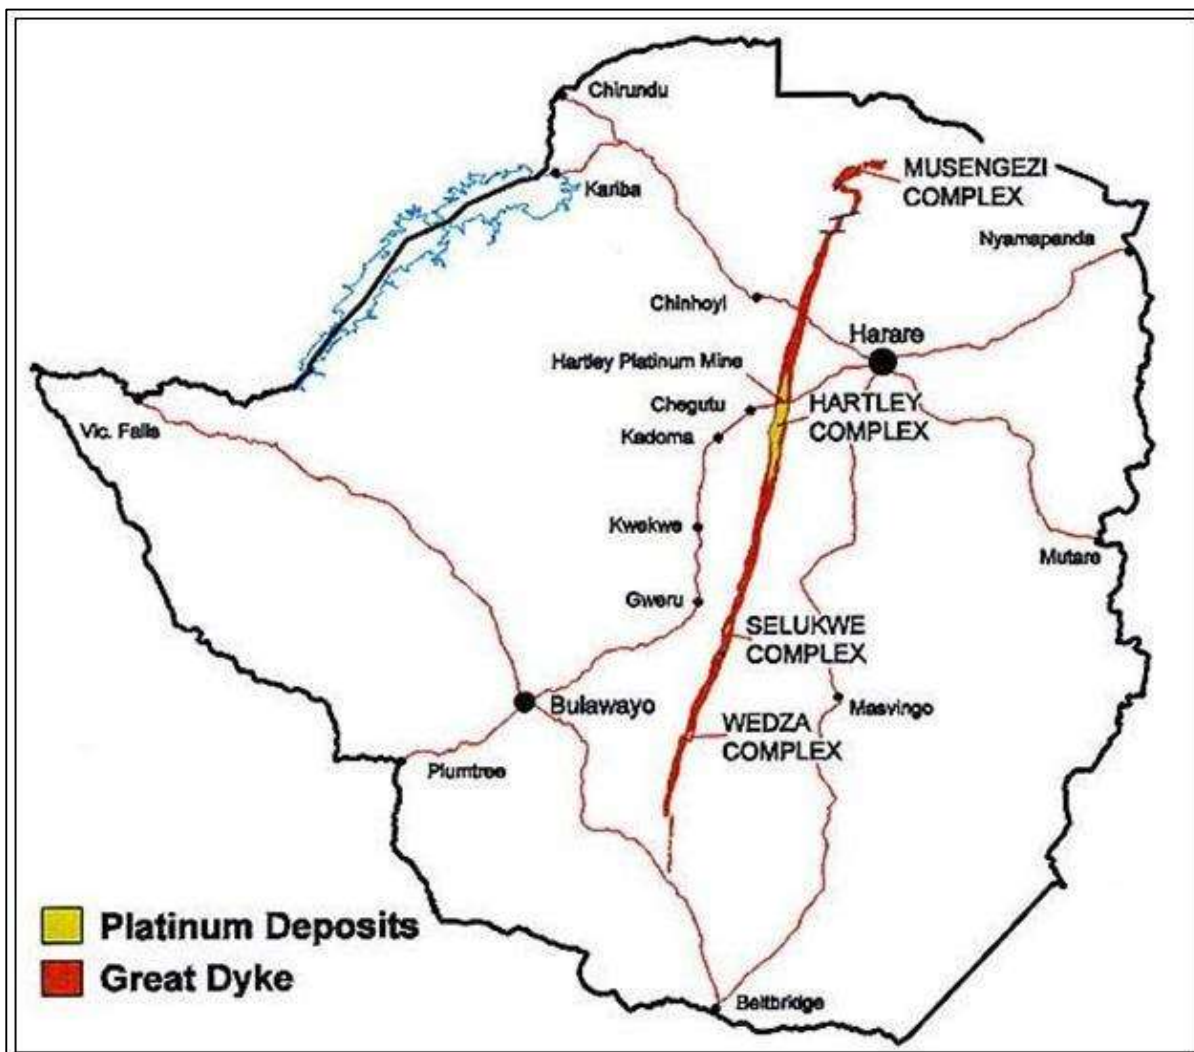 Chirundu
Kariba
MUSENGEZI
COMPLEX
Nyamapanda
Chinhoyi
Harare
Hartley Platinum Mine
Chegutu
HARTLEY
COMPLEX
Kadoma
Vic. Falls
Kwekwe
Mutare
Gweru
SELUKWE
COMPLEX
Bulawayo
Masvingo
WEDZA
COMPLEX
Plumtree
Platinum Deposits
Great Dyke
Beitbridge